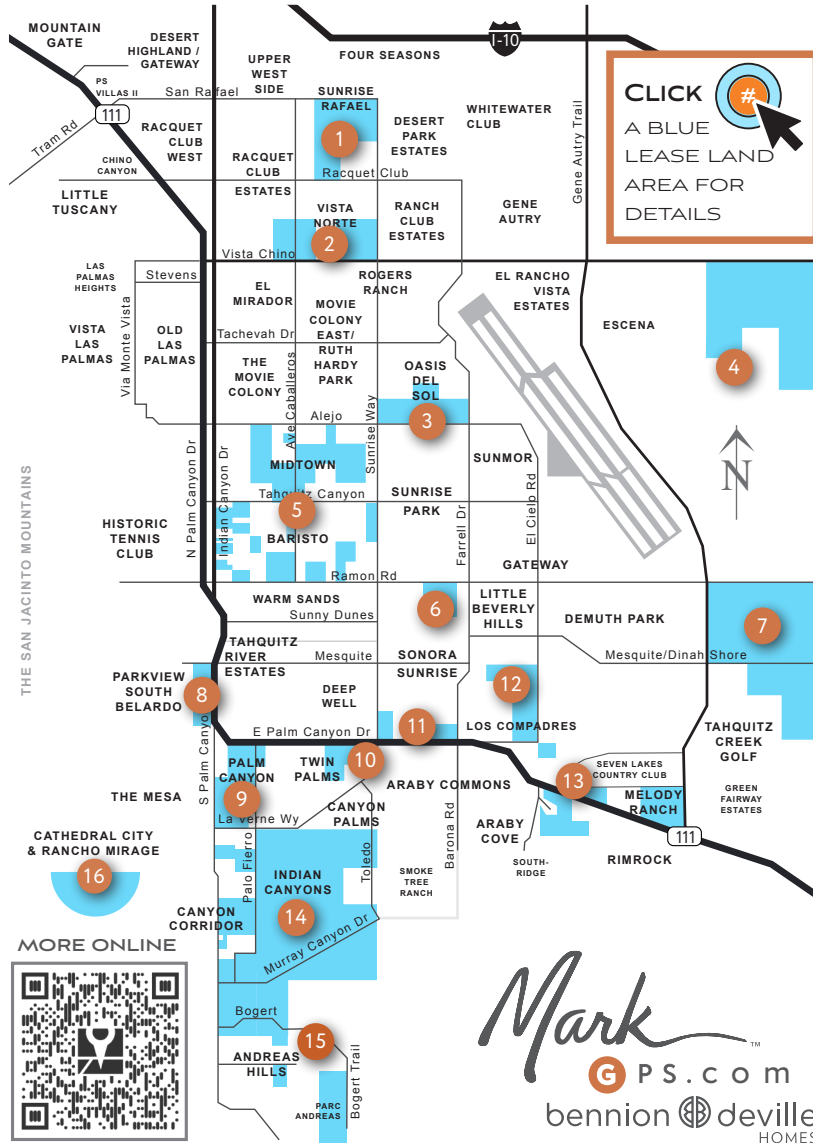 MOUNTAIN
GATE
DESERT
HIGHLAND /
GATEWAY
UPPER
WEST
SIDE
FOUR SEASONS
I-10
PS
VILLAS II
San Rafael
SUNRISE
RAFAEL
111
Tram Rd
RACQUET
CLUB
WEST
CHINO
CANYON
1
DESERT
PARK
ESTATES
WHITEWATER
CLUB
Gene Autry Trail
CLICK #
A BLUE
LEASE LAND
AREA FOR
DETAILS
RACQUET
CLUB
ESTATES
Racquet Club
LITTLE
TUSCANY
VISTA
NORTE
2
RANCH
CLUB
ESTATES
GENE
AUTRY
Vista Chino
LAS
PALMAS
HEIGHTS
Stevens
EL
MIRADOR
ROGERS
RANCH
EL RANCHO
VISTA
ESTATES
ESCENA
4
VISTA
LAS
PALMAS
Via Monte Vista
OLD
LAS
PALMAS
Tachevah Dr
MOVIE
COLONY
EAST/
RUTH
HARDY
PARK
THE
MOVIE
COLONY
Ave Caballeros
OASIS
DEL
SOL
3
Alejo
Sunrise Way
N
THE SAN JACINTO MOUNTAINS
N Palm Canyon Dr
Indian Canyon Dr
MIDTOWN
Tahquitz Canyon
5
BARISTO
SUNRISE
PARK
SUNMOR
Farrell Dr
El Cielo Rd
HISTORIC
TENNIS
CLUB
Ramon Rd
GATEWAY
WARM SANDS
Sunny Dunes
6
LITTLE
BEVERLY
HILLS
DEMUTH PARK
7
TAHQUITZ
RIVER
ESTATES
Mesquite
SONORA
SUNRISE
Mesquite/Dinah Shore
PARKVIEW
SOUTH
BELARDO
8
DEEP
WELL
12
E Palm Canyon Dr
11
LOS COMPADRES
TAHQUITZ
CREEK
GOLF
S Palm Canyo
PALM
CANYON
TWIN
PALMS
10
SEVEN LAKES
COUNTRY CLUB
13
THE MESA
9
ARABY COMMONS
MELODY
RANCH
GREEN
FAIRWAY
ESTATES
La Verne Wy
CANYON
PALMS
Barona Rd
ARABY
COVE
111
CATHEDRAL CITY
& RANCHO MIRAGE
16
Palo Fierro
Toledo
SOUTH-
RIDGE
RIMROCK
INDIAN
CANYONS
SMOKE
TREE
RANCH
CANYON
CORRIDOR
14
Murray Canyon Dr
MORE ONLINE
Bogert
15
ANDREAS
HILLS
Bogert Trail
PARC
ANDREAS
Mark ™
GPS.com
bennion deville
HOMES